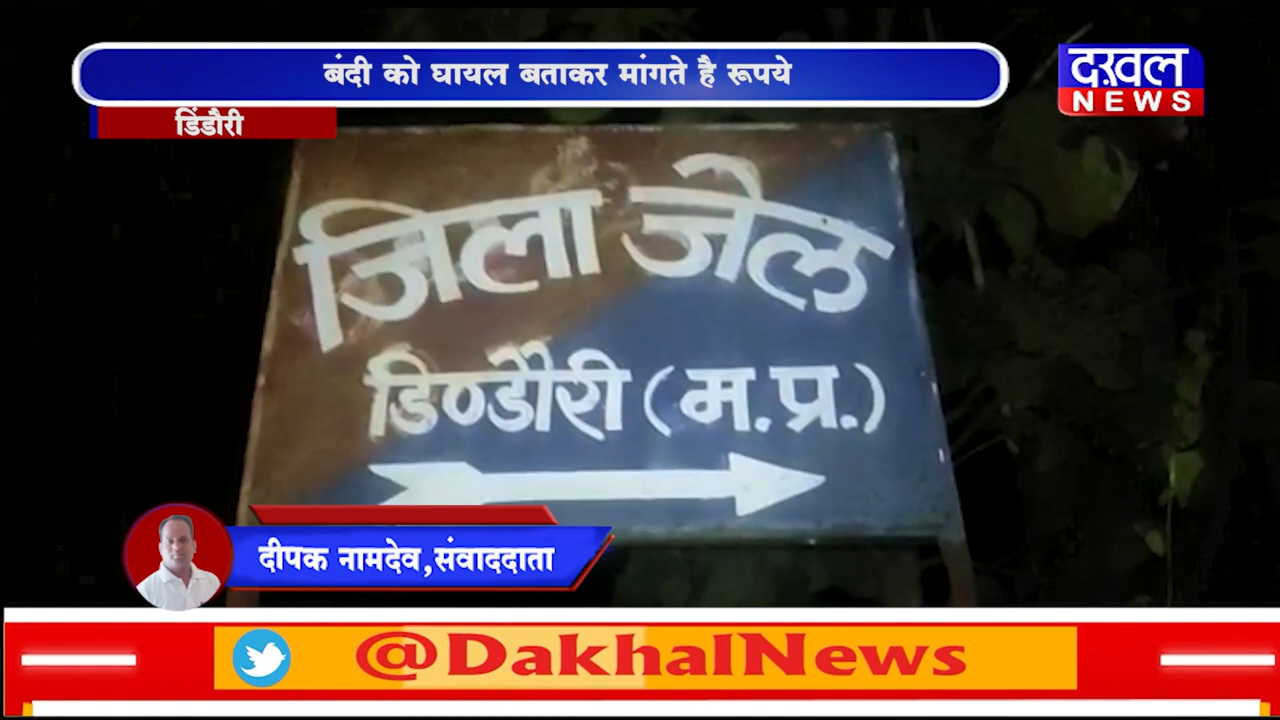 बंदी को घायल बताकर मांगते है रूपये
दख़ल
NEWS
डिंडौरी
जिला जेल
डिण्डौरी (म.प्र.)
दीपक नामदेव,संवाददाता
@DakhalNews